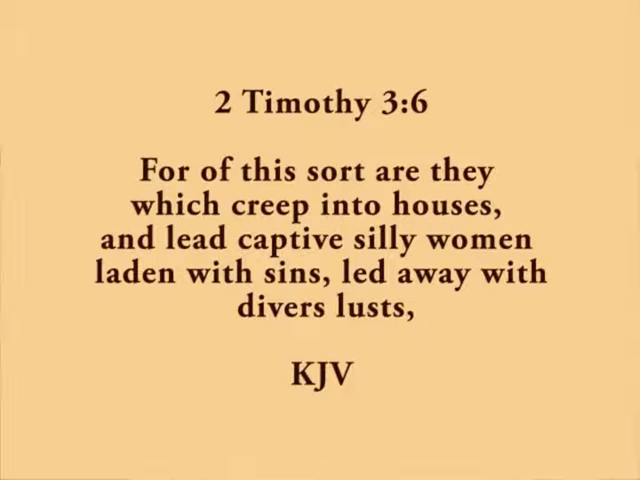 2 Timothy 3:6
For of this sort are they
which creep into houses,
and lead captive silly women
laden with sins, led away with
divers lusts,
KJV